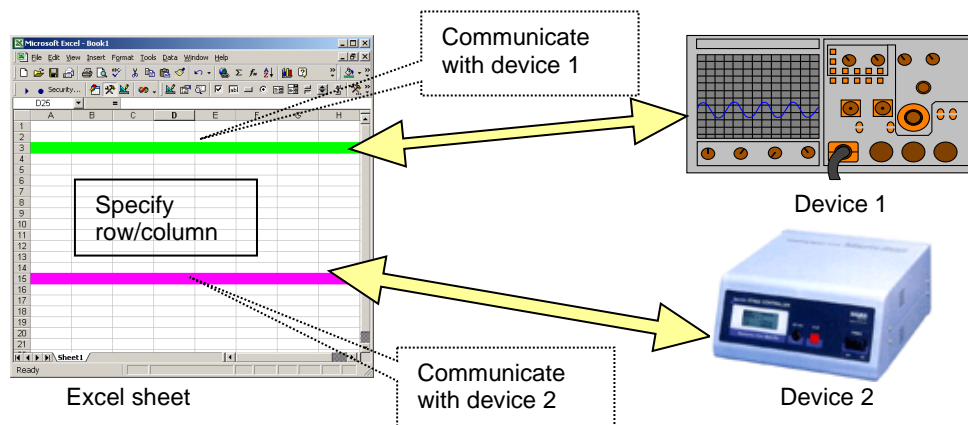 Microsoft Excel - Book1
File Edit View Insert Format Tools Data Window Help
Security...
D25 =
A B C D E F G H
1
2
3
4
5
6
7
8
9
10
11
12
13
14
15
16
17
18
19
20
21
Sheet1
Ready
Communicate
with device 1
Specify
row/column
Communicate
with device 2
Excel sheet
Device 1
Device 2